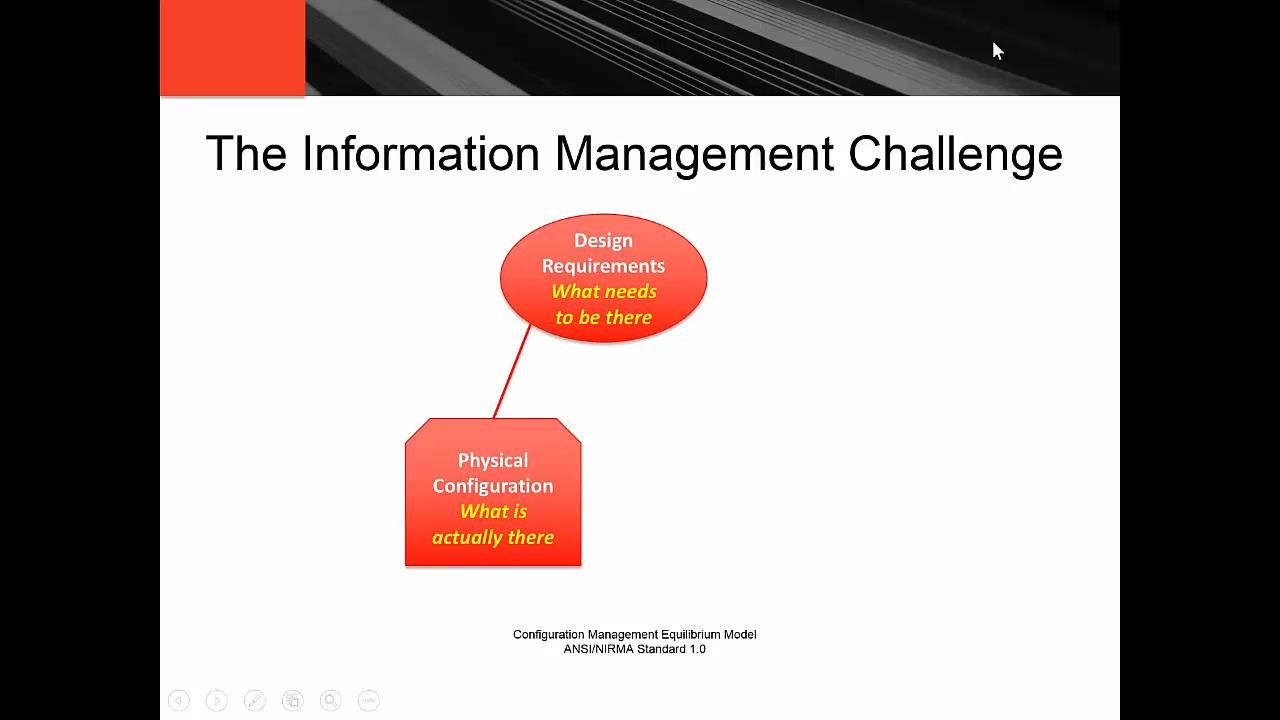 The Information Management Challenge
Design
Requirements
What needs
to be there
Physical
Configuration
What is
actually there
Configuration Management Equilibrium Model
ANSI/NIRMA Standard 1.0